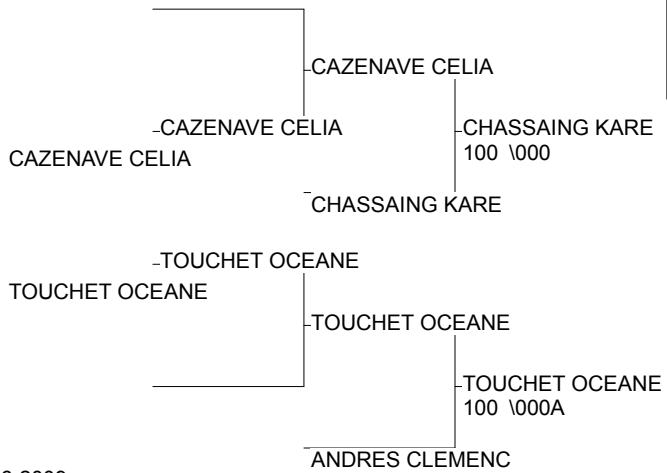 CAZENAVE CELIA
CAZENAVE CELIA
CHASSAING KARE
CAZENAVE CELIA
100 \000
CHASSAING KARE
TOUCHET OCEANE
TOUCHET OCEANE
TOUCHET OCEANE
TOUCHET OCEANE
100 \000A
ANDRES CLEMENC